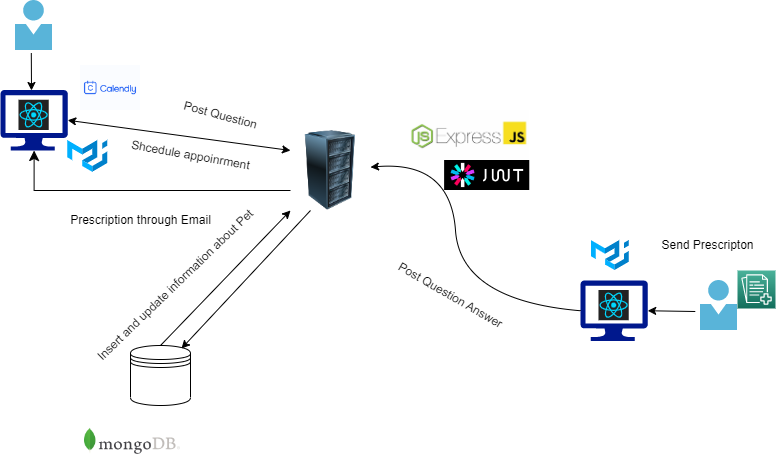 Calendly
Post Question
Shcedule appoinrment
JS Express JS
JWT
Prescription through Email
Insert and update information about Pet
Send Prescripton
Post Question Answer
mongoDB.